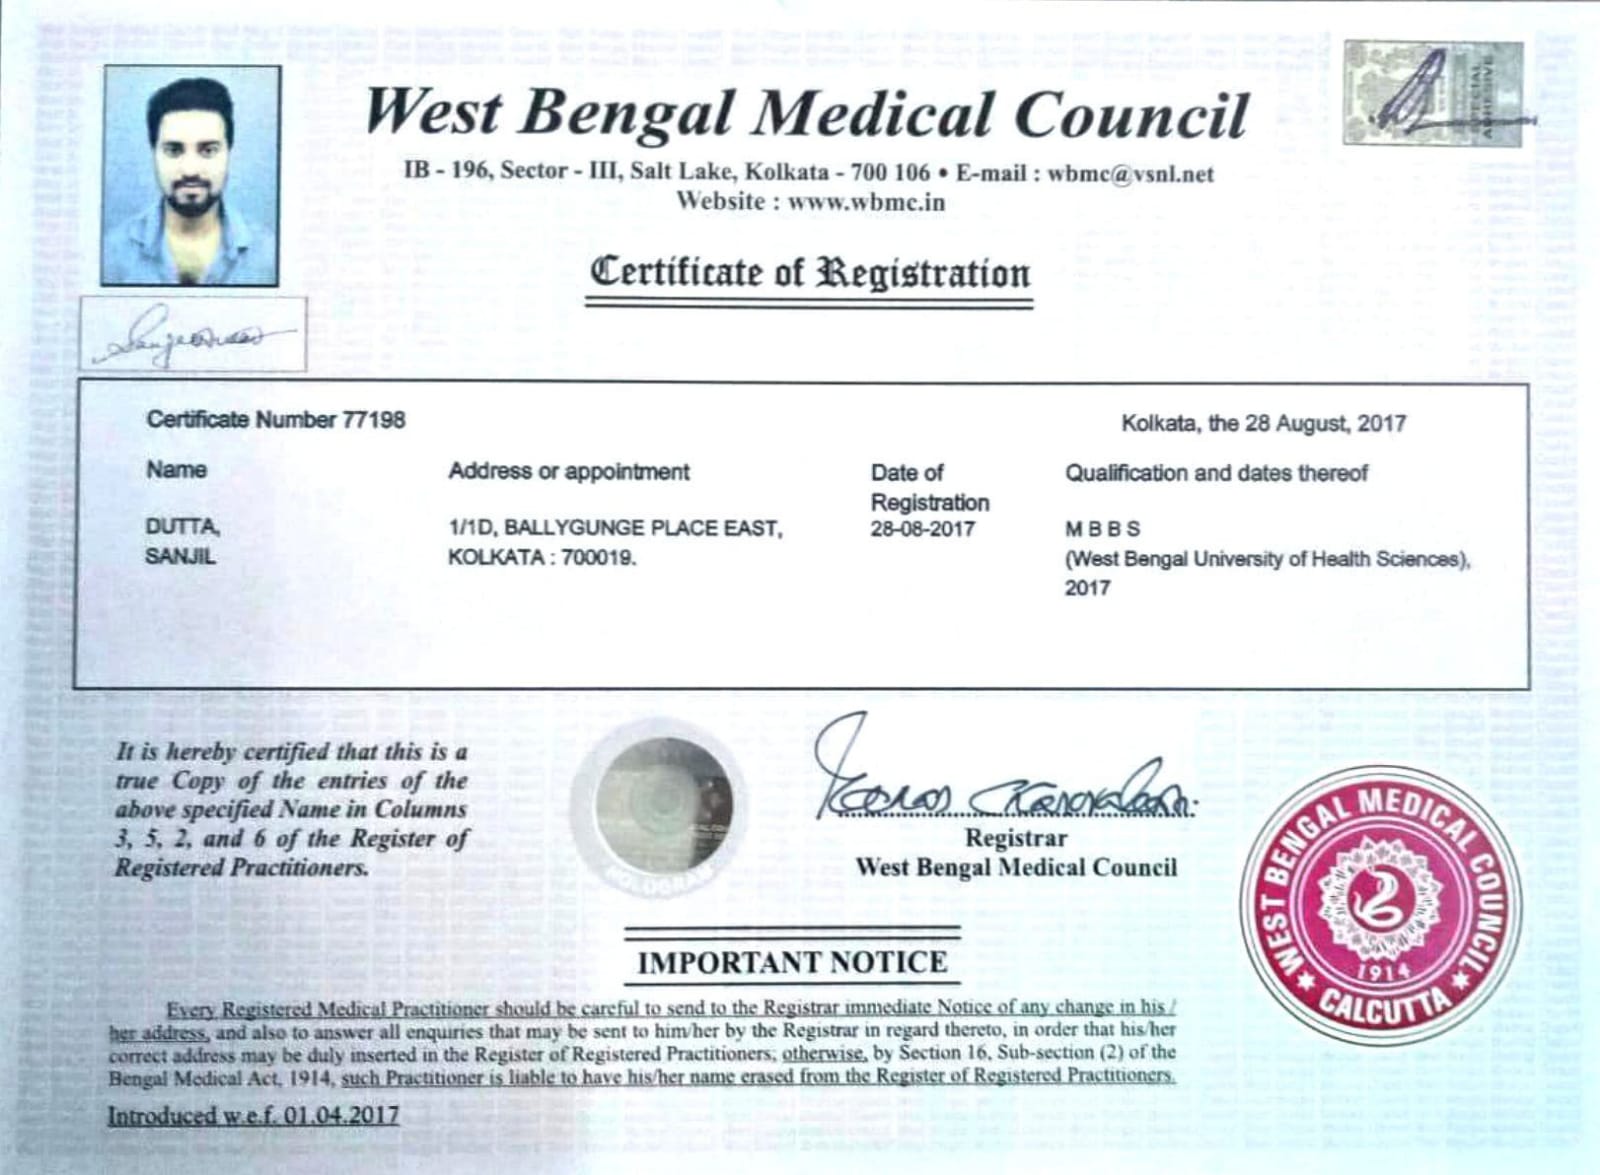 West Bengal Medical Council
IB - 196, Sector - III, Salt Lake, Kolkata - 700 106 • E-mail : wbmc@vsnl.net
Website : www.wbmc.in
SPECIAL
ADHESIVE
Certificate of Registration
Certificate Number 77198
Kolkata, the 28 August, 2017
Name
Address or appointment
Date of
Registration
Qualification and dates thereof
DUTTA,
SANJIL
1/1D, BALLYGUNGE PLACE EAST,
KOLKATA : 700019.
28-08-2017
M B B S
(West Bengal University of Health Sciences),
2017
It is hereby certified that this is a
true Copy of the entries of the
above specified Name in Columns
3, 5, 2, and 6 of the Register of
Registered Practitioners.
HOLOGRAM
Registrar
West Bengal Medical Council
WEST BENGAL MEDICAL COUNCIL
1914
CALCUTTA
IMPORTANT NOTICE
Every Registered Medical Practitioner should be careful to send to the Registrar immediate Notice of any change in his /
her address, and also to answer all enquiries that may be sent to him/her by the Registrar in regard thereto, in order that his/her
correct address may be duly inserted in the Register of Registered Practitioners; otherwise, by Section 16, Sub-section (2) of the
Bengal Medical Act, 1914, such Practitioner is liable to have his/her name erased from the Register of Registered Practitioners.
Introduced w.e.f. 01.04.2017